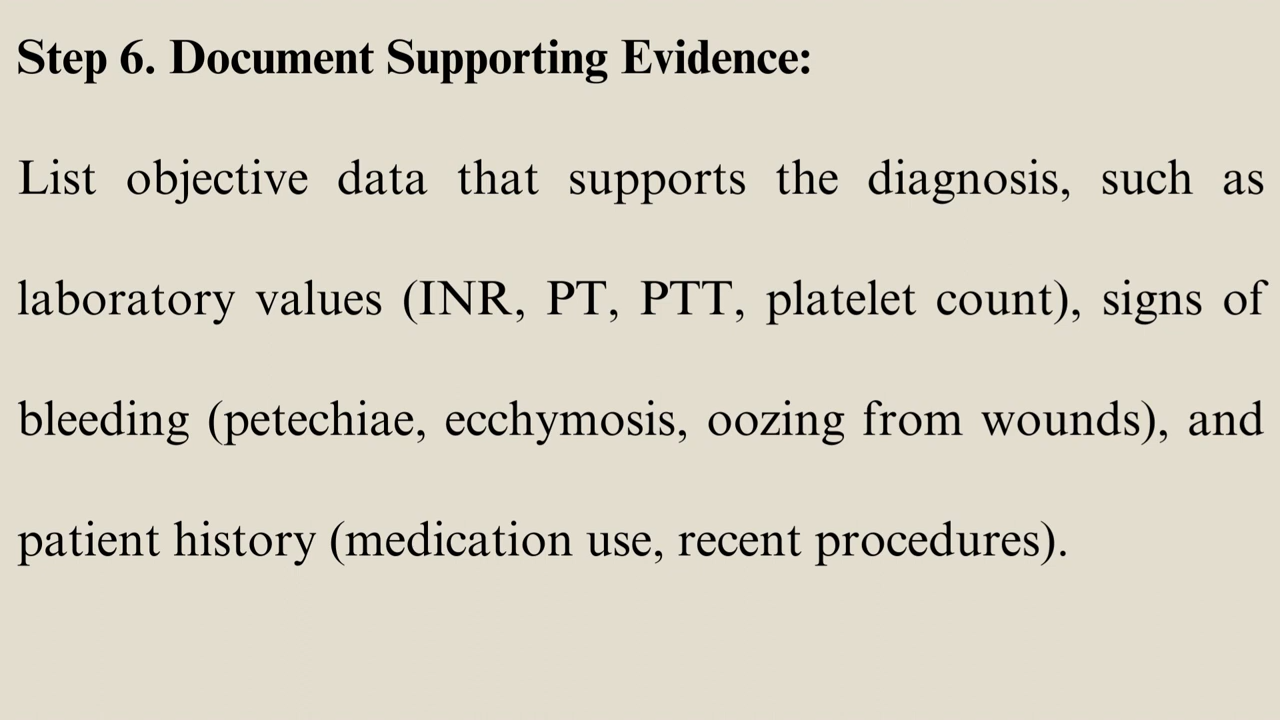 Step 6. Document Supporting Evidence:
List objective data that supports the diagnosis, such as
laboratory values (INR, PT, PTT, platelet count), signs of
bleeding (petechiae, ecchymosis, oozing from wounds), and
patient history (medication use, recent procedures).